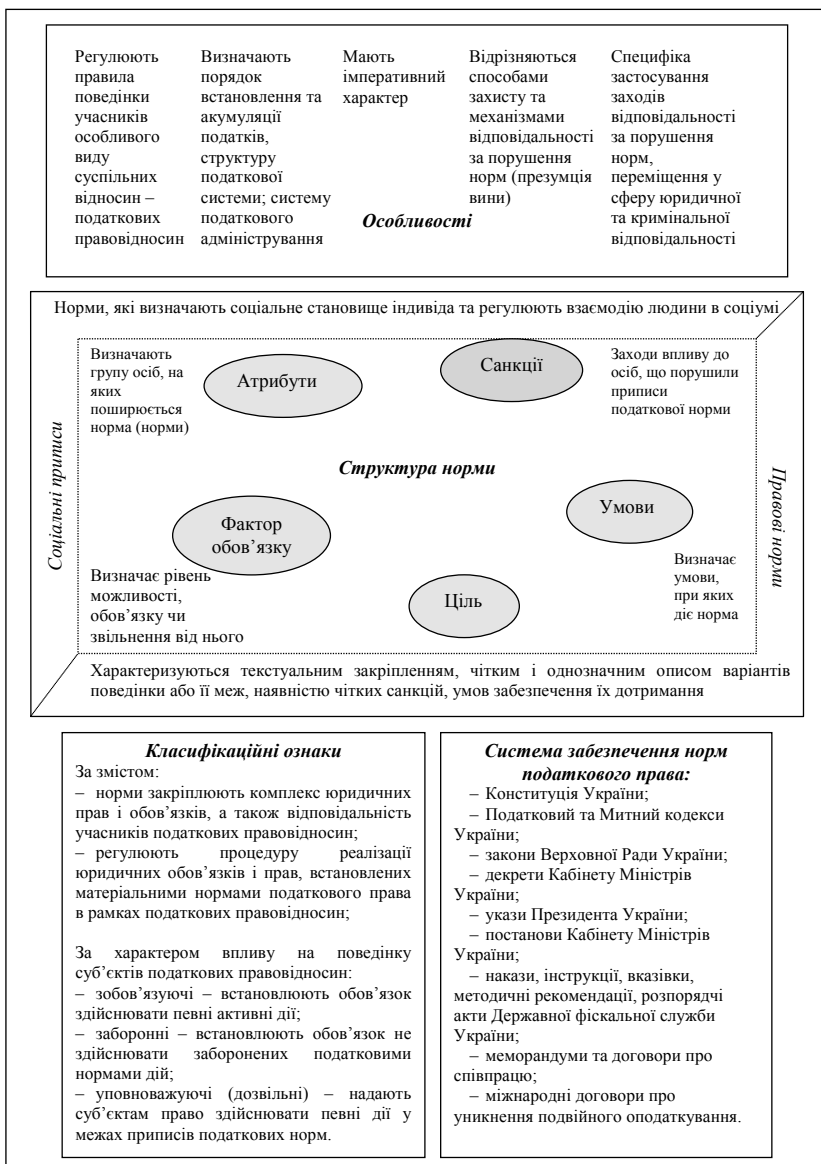 Регулюють
правила
поведінки
учасників
особливого
виду
суспільних
відносин –
податкових
правовідносин
Визначають
порядок
встановлення та
акумуляції
податків,
структуру
податкової
системи; систему
податкового
адміністрування
Мають
імперативний
характер
Відрізняються
способами
захисту та
механізмами
відповідальності
за порушення
норм (презумція
вини)
Специфіка
застосування
заходів
відповідальності
за порушення
норм,
переміщення у
сферу юридичної
та кримінальної
відповідальності
Особливості
Норми, які визначають соціальне становище індивіда та регулюють взаємодію людини в соціумі
Соціальні приписи
Визначають
групу осіб, на
яких
поширюється
норма (норми)
Атрибути
Санкції
Заходи впливу до
осіб, що порушили
приписи
податкової норми
Структура норми
Фактор
обов’язку
Умови
Визначає рівень
можливості,
обов’язку чи
звільнення від нього
Ціль
Визначає
умови,
при яких
діє норма
Правові норми
Характеризуються текстуальним закріпленням, чітким і однозначним описом варіантів
поведінки або її меж, наявністю чітких санкцій, умов забезпечення їх дотримання
Класифікаційні ознаки
За змістом:
– норми закріплюють комплекс юридичних
прав і обов’язків, а також відповідальність
учасників податкових правовідносин;
– регулюють процедуру реалізації
юридичних обов’язків і прав, встановлених
матеріальними нормами податкового права
в рамках податкових правовідносин;
За характером впливу на поведінку
суб’єктів податкових правовідносин:
– зобов’язуючі – встановлюють обов’язок
здійснювати певні активні дії;
– заборонні – встановлюють обов’язок не
здійснювати заборонених податковими
нормами дій;
– уповноважуючі (дозвільні) – надають
суб’єктам право здійснювати певні дії у
межах приписів податкових норм.
Система забезпечення норм
податкового права:
– Конституція України;
– Податковий та Митний кодекси
України;
– закони Верховної Ради України;
– декрети Кабінету Міністрів
України;
– укази Президента України;
– постанови Кабінету Міністрів
України;
– накази, інструкції, вказівки,
методичні рекомендації, розпорядчі
акти Державної фіскальної служби
України;
– меморандуми та договори про
співпрацю;
– міжнародні договори про
уникнення подвійного оподаткування.